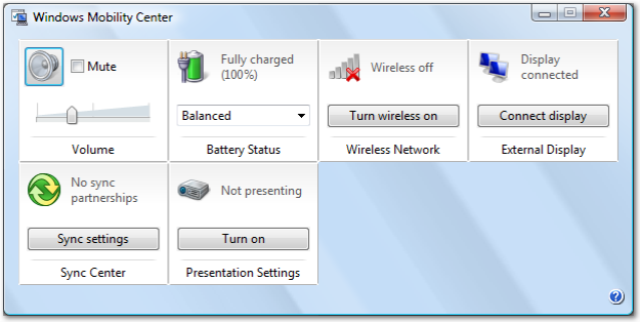 Windows Mobility Center
Mute
Volume
Fully charged
(100%)
Balanced
Battery Status
Wireless off
Turn wireless on
Wireless Network
Display
connected
Connect display
External Display
No sync
partnerships
Sync settings
Sync Center
Not presenting
Turn on
Presentation Settings
?